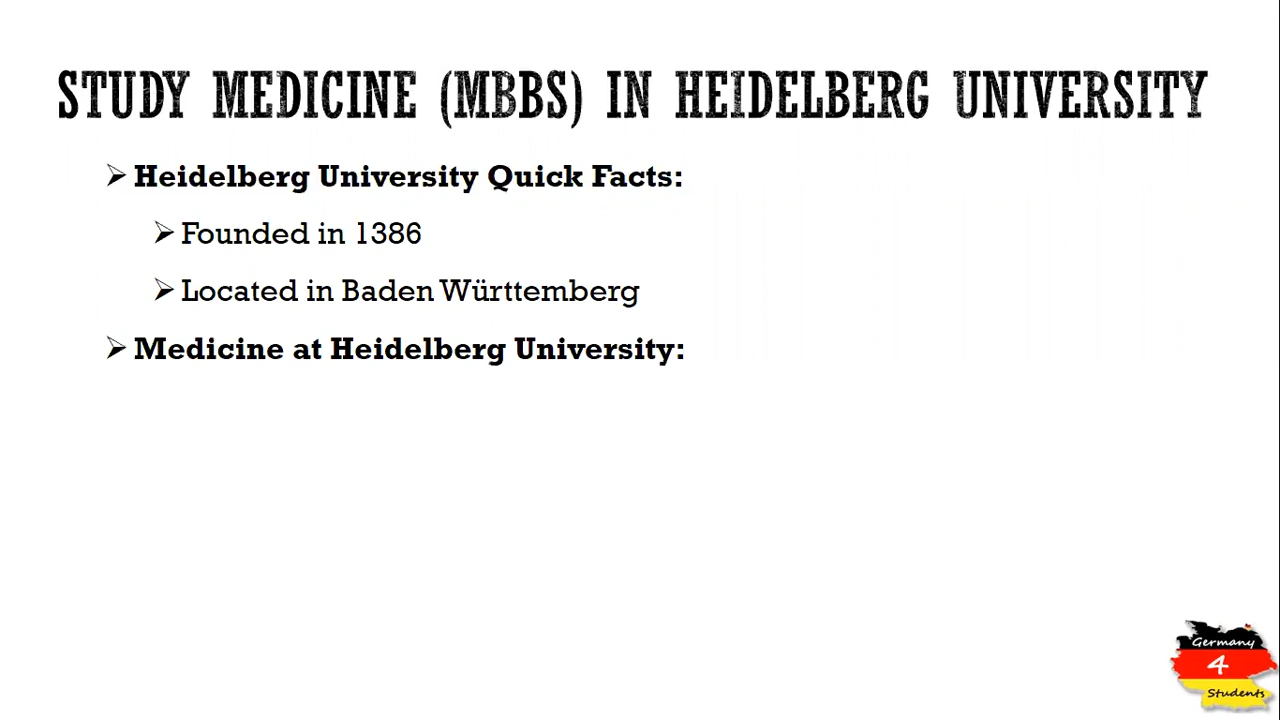 STUDY MEDICINE (MBBS) IN HEIDELBERG UNIVERSITY
Heidelberg University Quick Facts:
Founded in 1386
Located in Baden Württemberg
Medicine at Heidelberg University:
Germany
4
Students